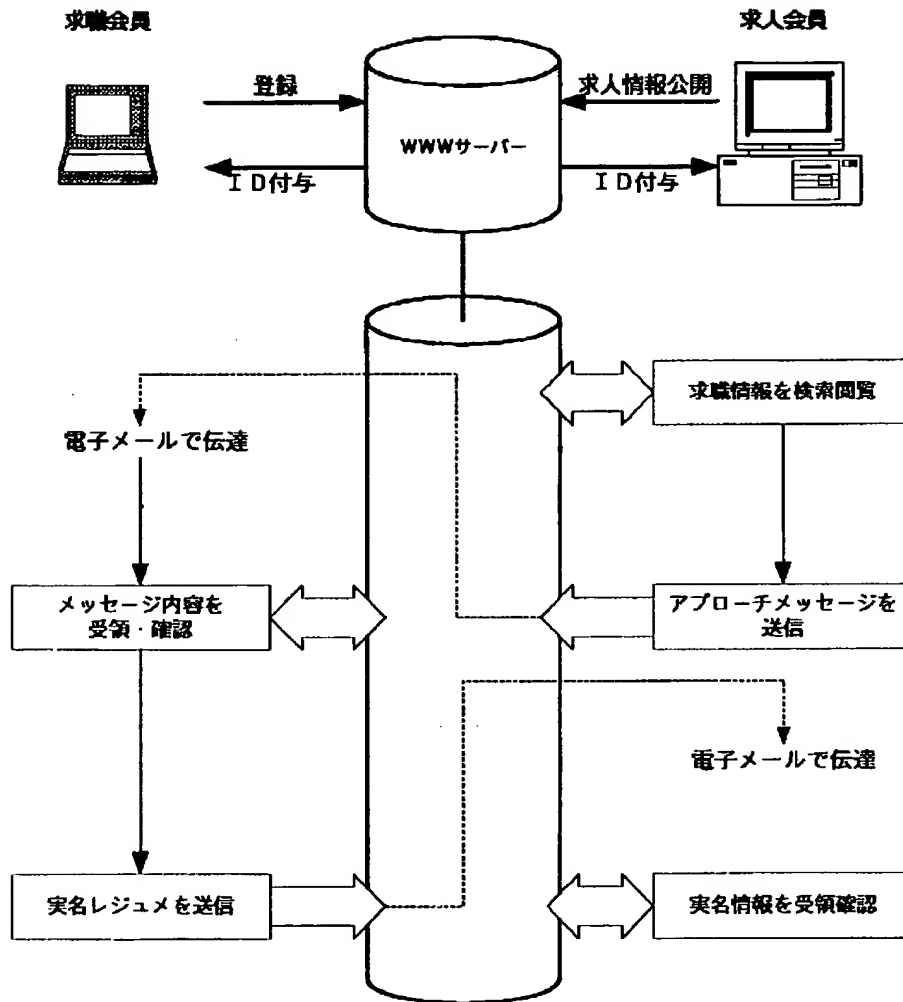 求職会員
求人会員
登録
求人情報公開
WWWサーバー
ＩＤ付与
ＩＤ付与
求職情報を検索閲覧
電子メールで伝達
メッセージ内容を
受領・確認
アプローチメッセージを
送信
電子メールで伝達
実名レジュメを送信
実名情報を受領確認